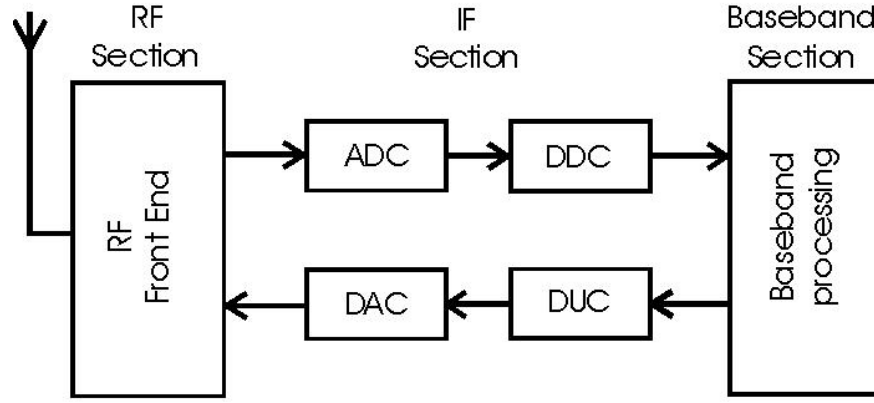 RF
Section
IF
Section
Baseband
Section
RF
Front End
ADC
DDC
DAC
DUC
Baseband
processing